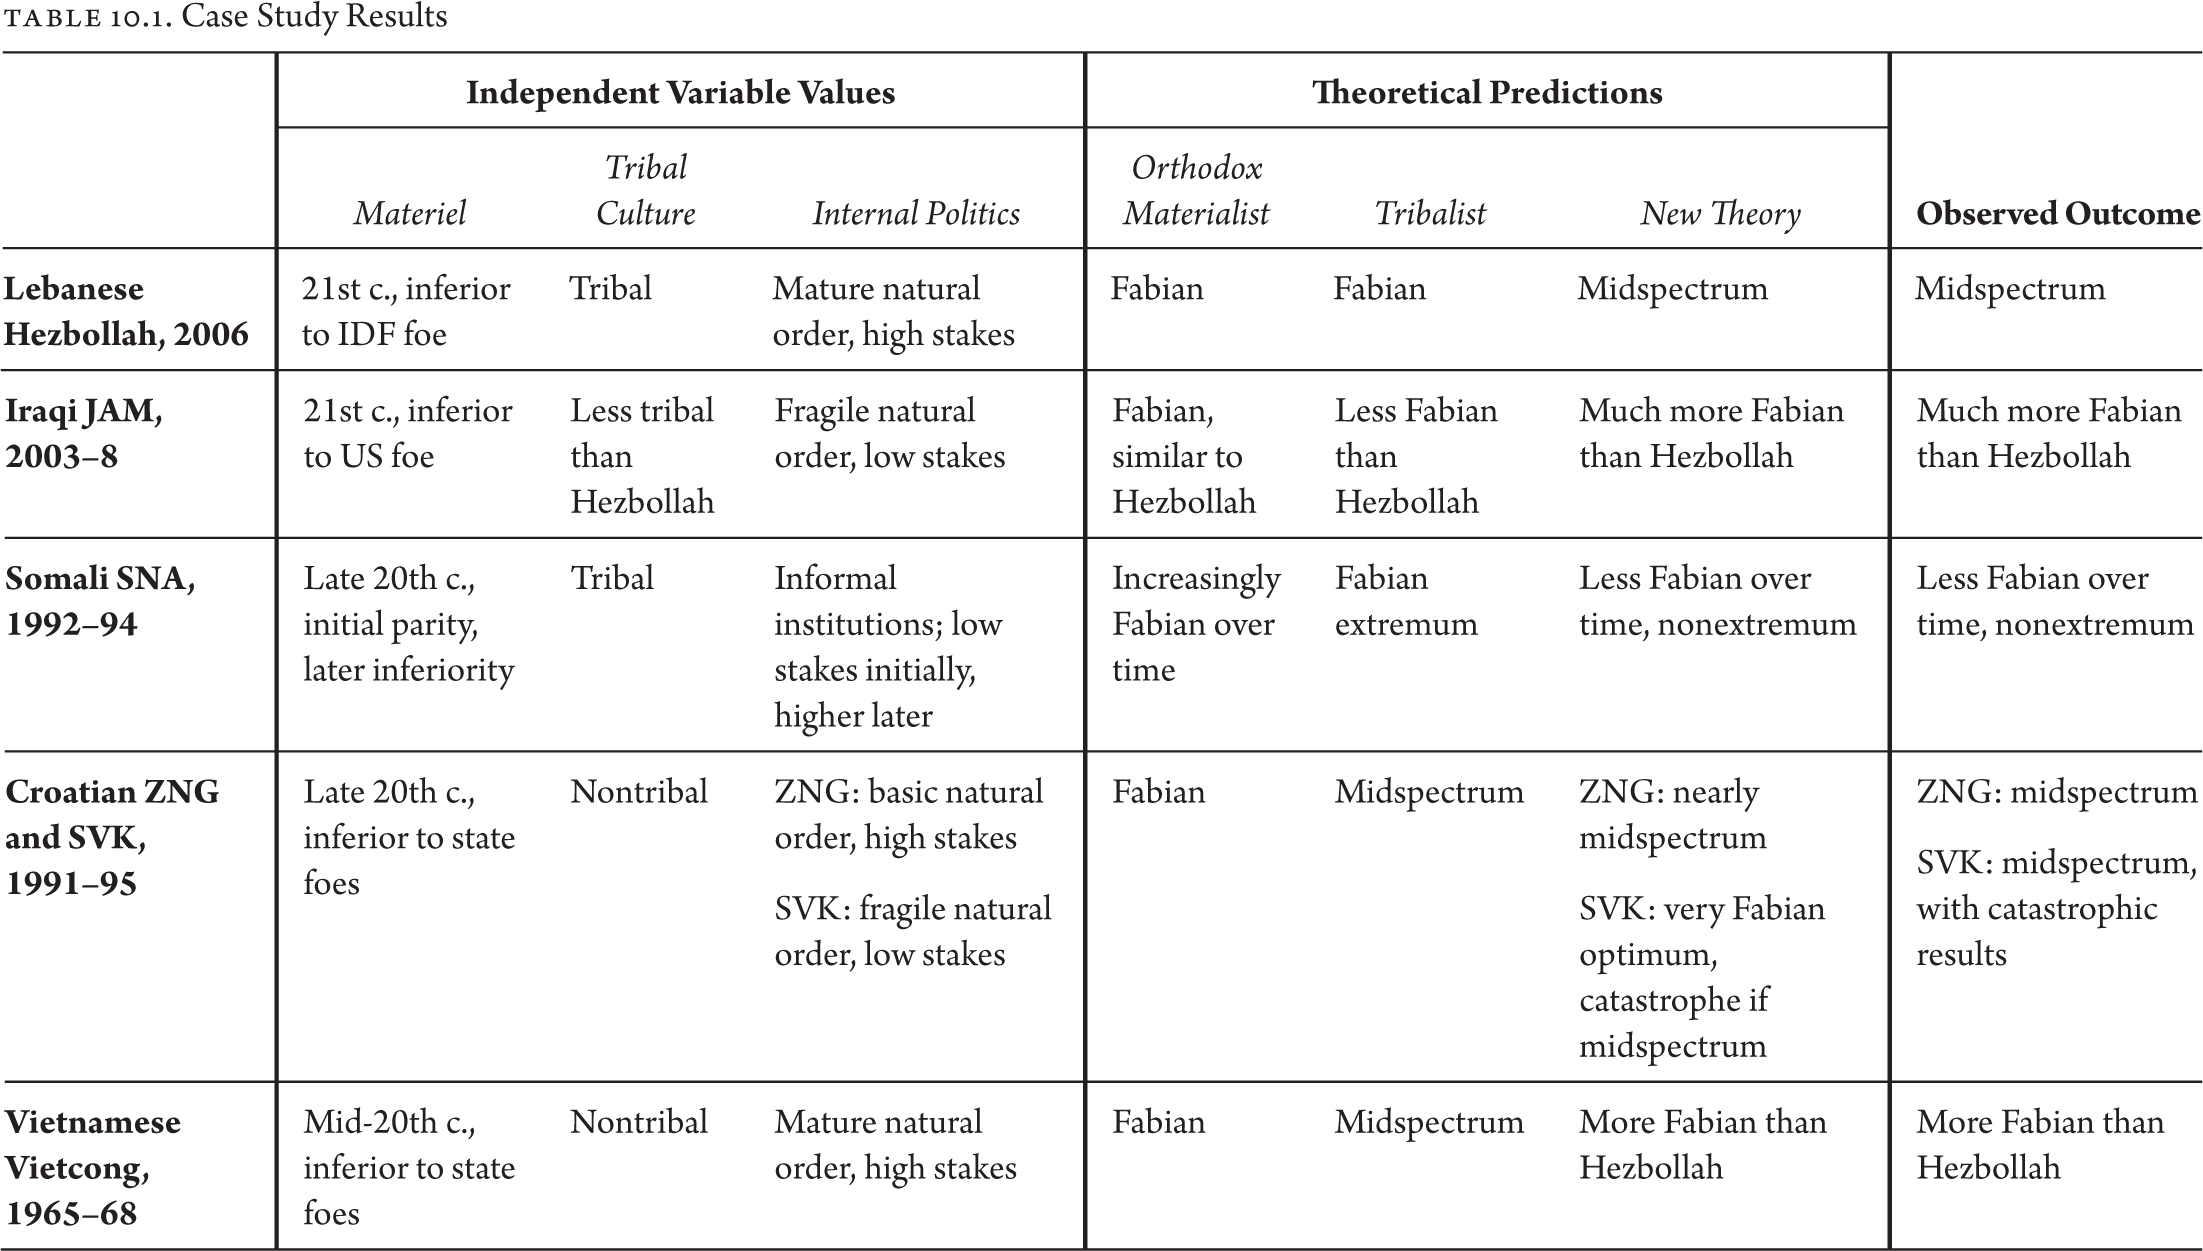 TABLE 10.1. Case Study Results
Independent Variable Values
Theoretical Predictions
Materiel
Tribal
Culture
Internal Politics
Orthodox
Materialist
Tribalist
New Theory
Observed Outcome
Lebanese
Hezbollah, 2006
21st c., inferior
to IDF foe
Tribal
Mature natural
order, high stakes
Fabian
Fabian
Midspectrum
Midspectrum
Iraqi JAM,
2003–8
21st c., inferior
to US foe
Less tribal
than
Hezbollah
Fragile natural
order, low stakes
Fabian,
similar to
Hezbollah
Less Fabian
than
Hezbollah
Much more Fabian
than Hezbollah
Much more Fabian
than Hezbollah
Somali SNA,
1992–94
Late 20th c.,
initial parity,
later inferiority
Tribal
Informal
institutions; low
stakes initially,
higher later
Increasingly
Fabian over
time
Fabian
extremum
Less Fabian over
time, nonextremum
Less Fabian over
time, nonextremum
Croatian ZNG
and SVK,
1991–95
Late 20th c.,
inferior to state
foes
Nontribal
ZNG: basic natural
order, high stakes
SVK: fragile natural
order, low stakes
Fabian
Midspectrum
ZNG: nearly
midspectrum
SVK: very Fabian
optimum,
catastrophe if
midspectrum
ZNG: midspectrum
SVK: midspectrum,
with catastrophic
results
Vietnamese
Vietcong,
1965–68
Mid-20th c.,
inferior to state
foes
Nontribal
Mature natural
order, high stakes
Fabian
Midspectrum
More Fabian than
Hezbollah
More Fabian than
Hezbollah